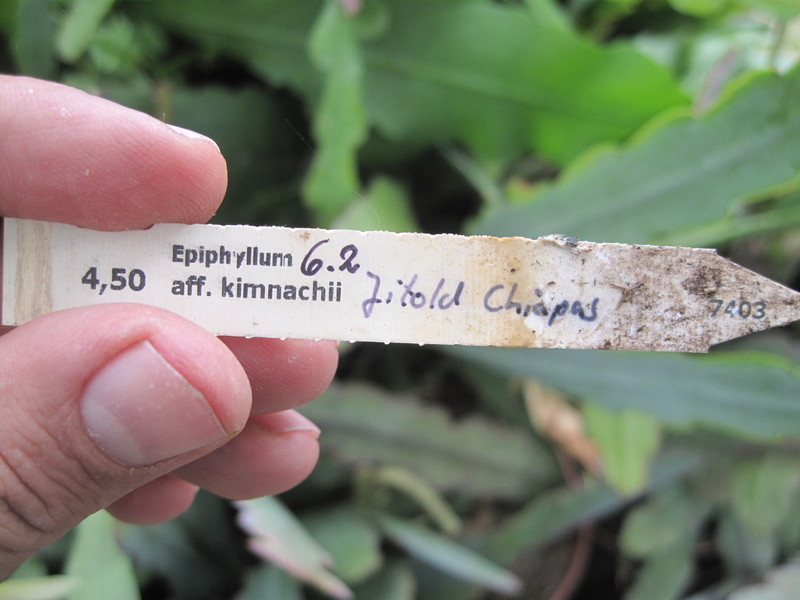 4,50
Epiphyllum 6.2
aff. kimnachii Jitold Chiapas
7403